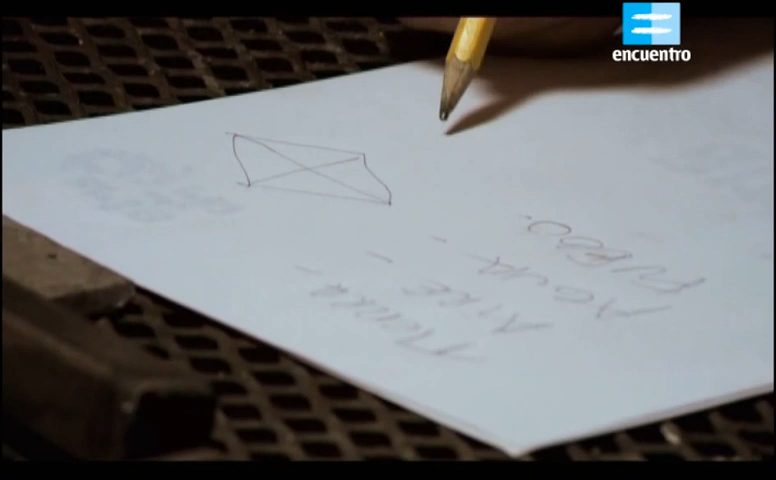 encuentro
TIERRA -
AIRE -
AGUA -
FUEGO.